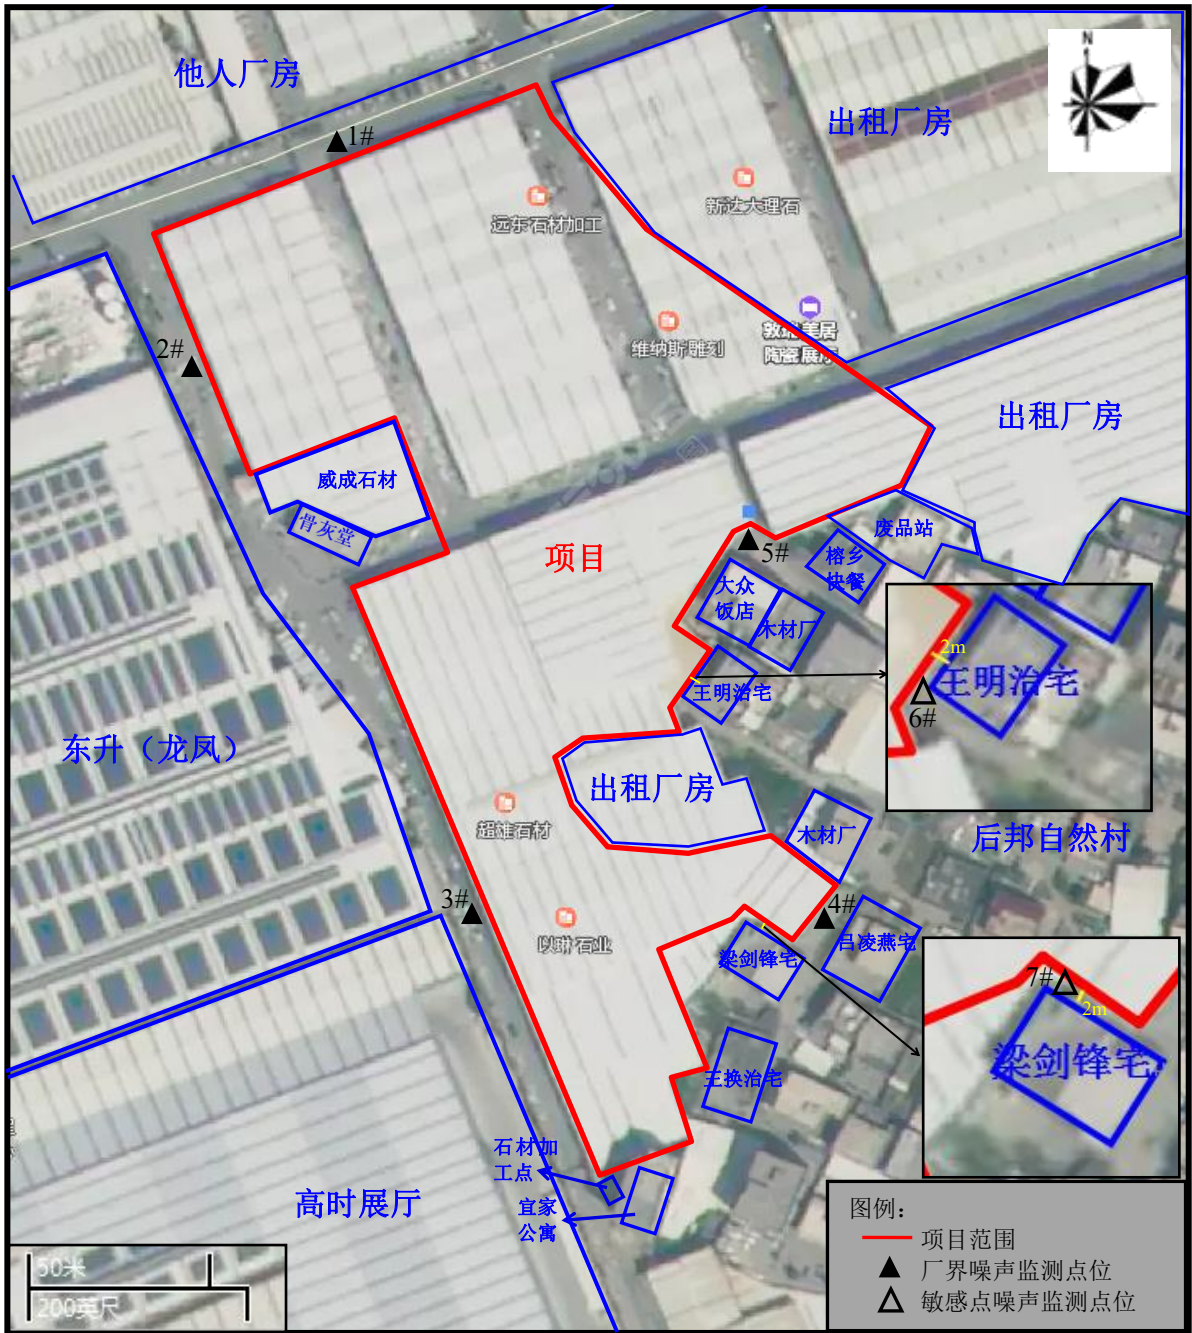 他人厂房
N
出租厂房
1#
新达大理石
远东石材加工
敦煌美居
陶瓷展厅
维纳斯雕刻
2#
出租厂房
威成石材
骨灰堂
项目
5#
废品站
榕乡
快餐
大众
饭店
木材厂
王明治宅
2m
王明治宅
6#
东升（龙凤）
出租厂房
超雄石材
木材厂
后邦自然村
3#
4#
以琳石业
吕凌燕宅
梁剑锋宅
7#
2m
梁剑锋宅
王换治宅
石材加
工点
宜家
公寓
高时展厅
50米
200英尺
图例：
项目范围
厂界噪声监测点位
敏感点噪声监测点位